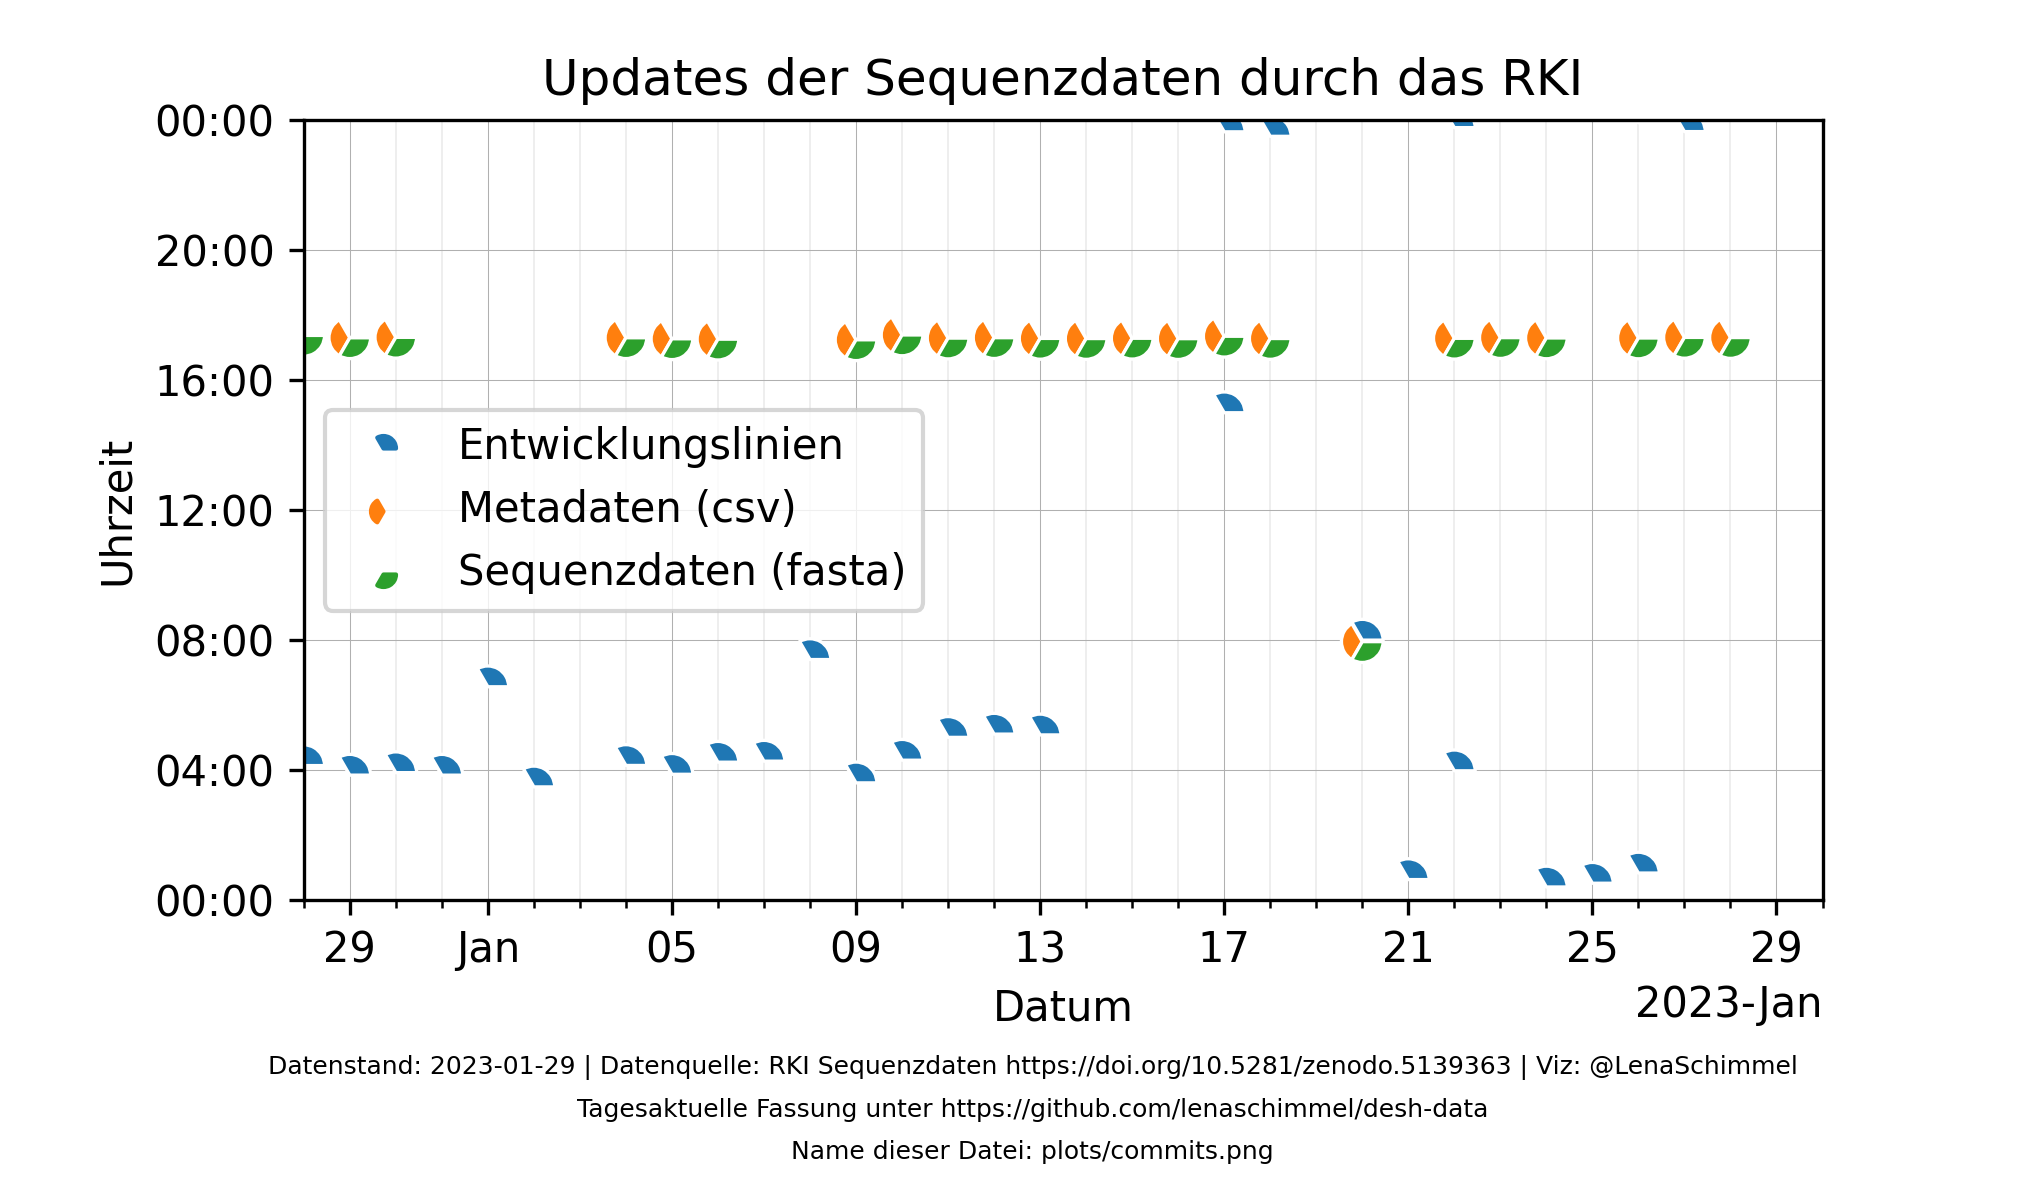 Updates der Sequenzdaten durch das RKI
00:00
20:00
16:00
12:00
08:00
04:00
00:00
Uhrzeit
Entwicklungslinien
Metadaten (csv)
Sequenzdaten (fasta)
29 Jan 05 09 13 17 21 25 29
Datum
2023-Jan
Datenstand: 2023-01-29 | Datenquelle: RKI Sequenzdaten https://doi.org/10.5281/zenodo.5139363 | Viz: @LenaSchimmel
Tagesaktuelle Fassung unter https://github.com/lenaschimmel/desh-data
Name dieser Datei: plots/commits.png